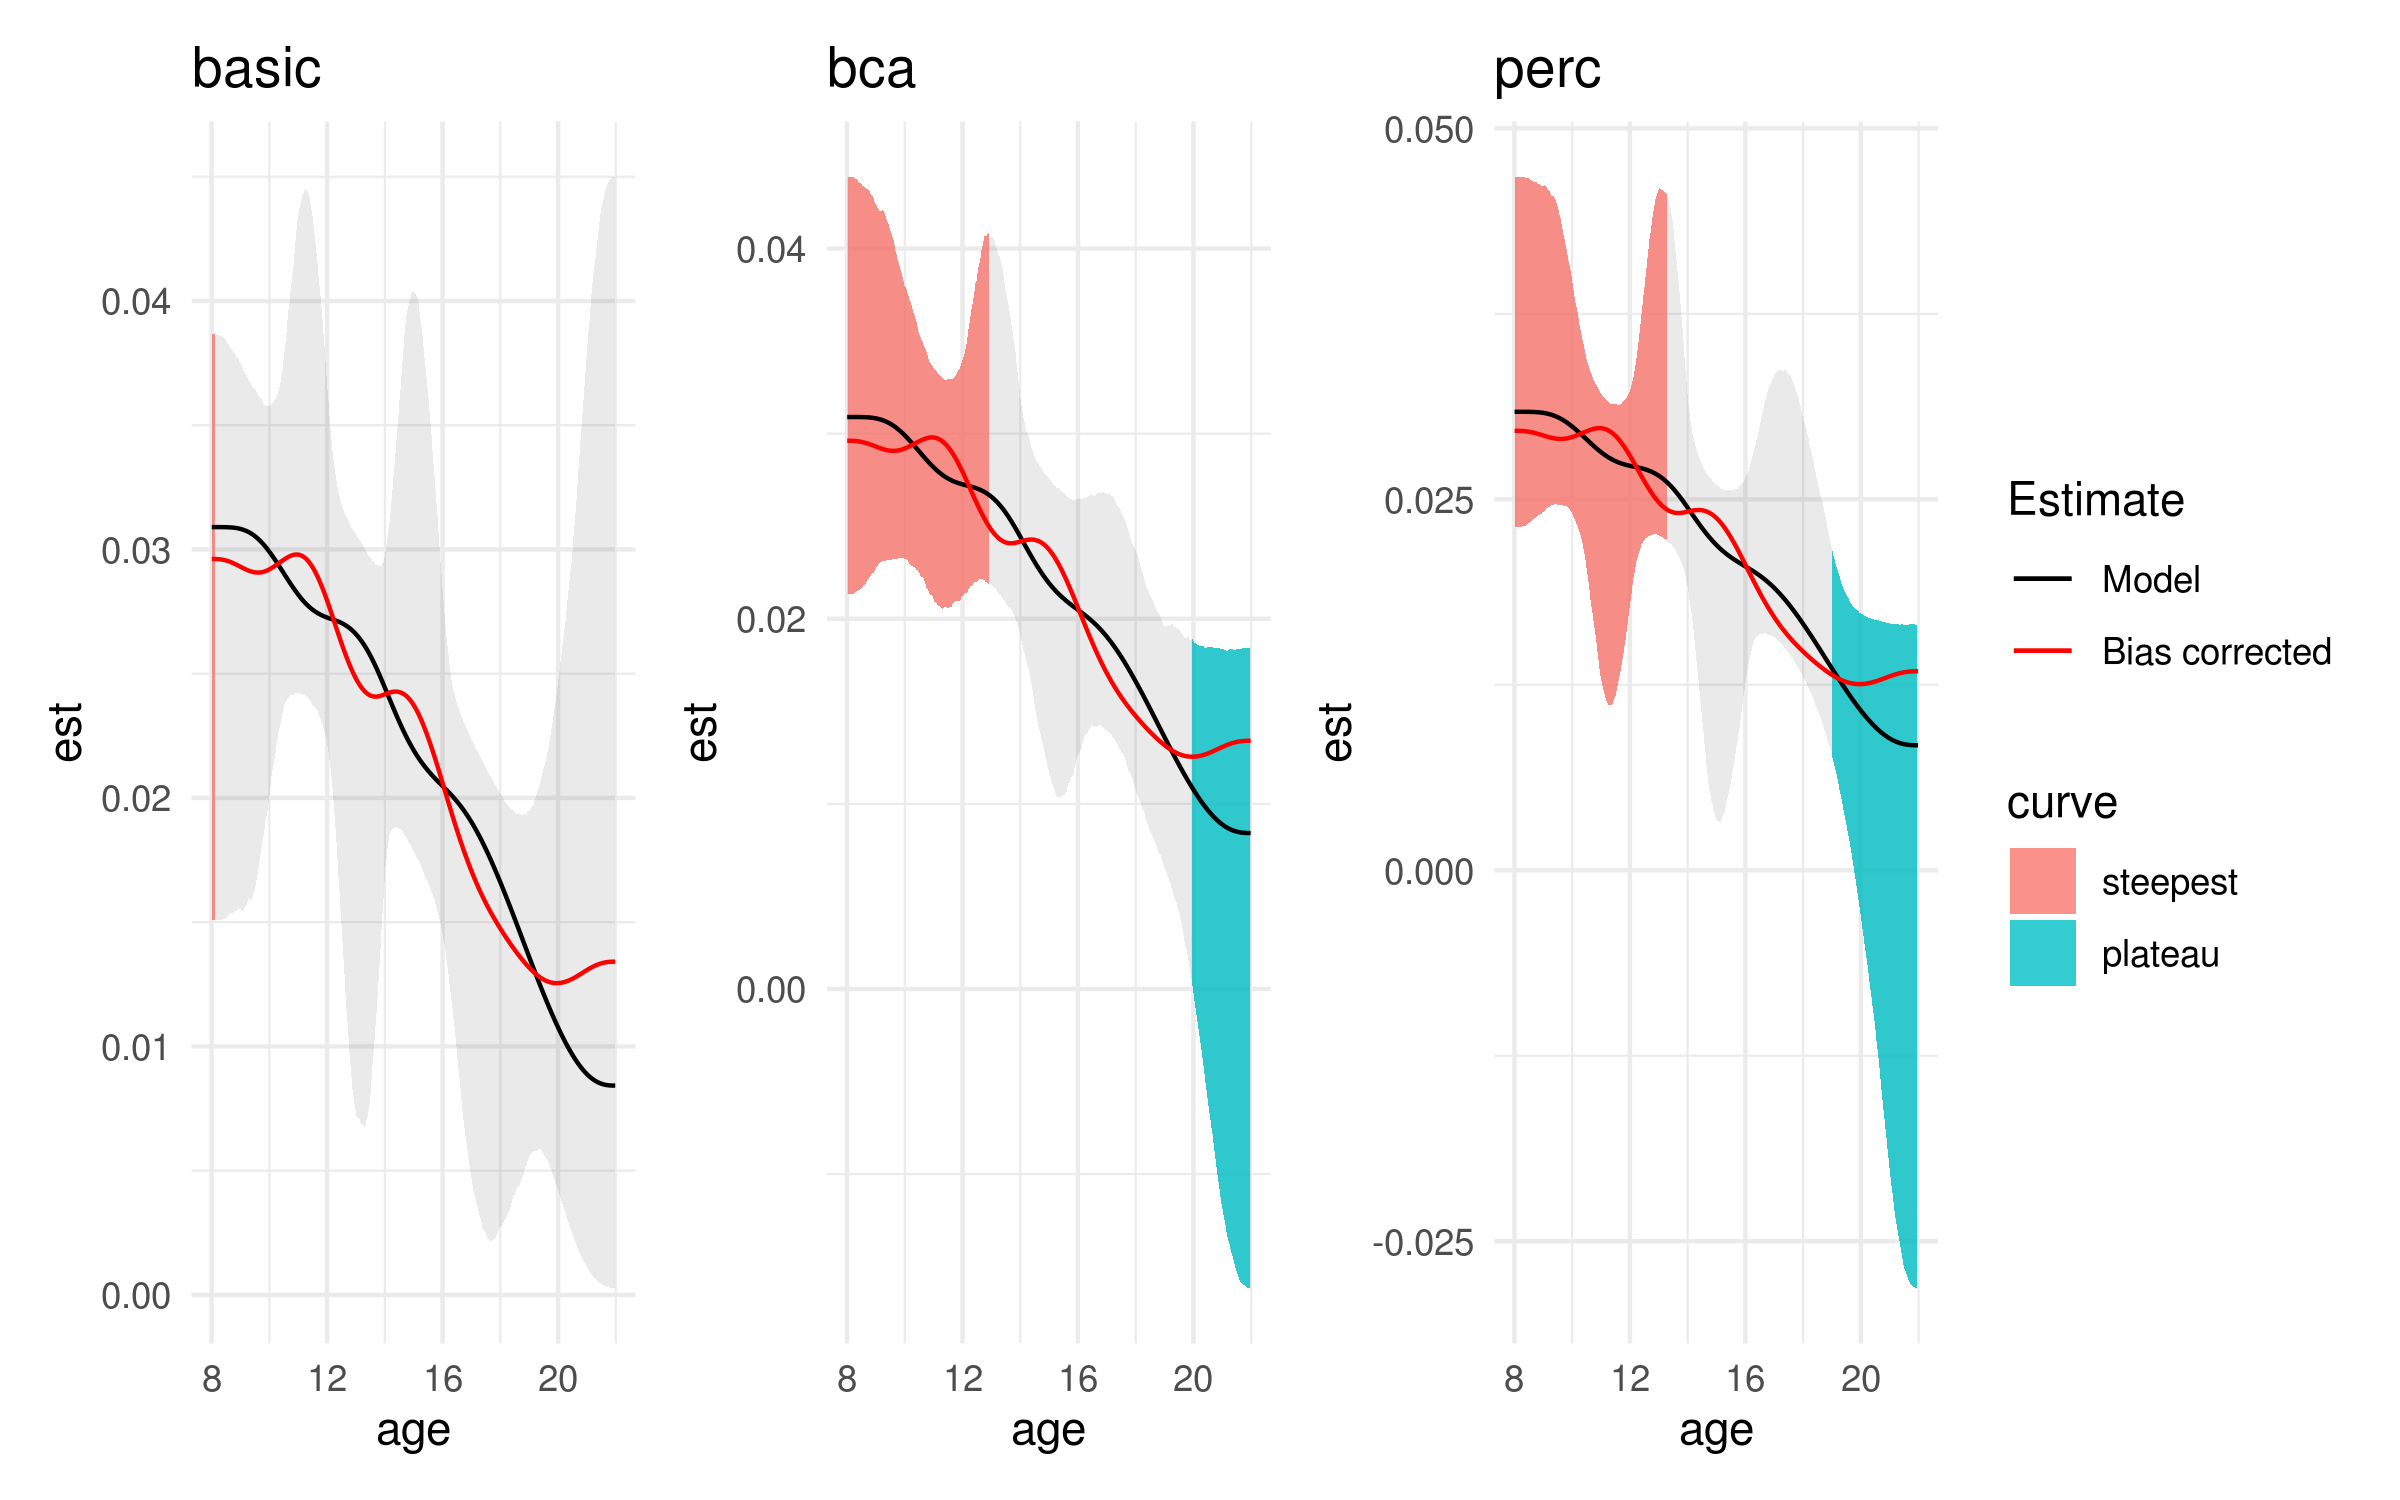 basic
bca
perc
est
0.04
0.03
0.02
0.01
0.00
8 12 16 20
age
est
0.04
0.02
0.00
8 12 16 20
age
est
0.050
0.025
0.000
-0.025
8 12 16 20
age
Estimate
Model
Bias corrected
curve
steepest
plateau